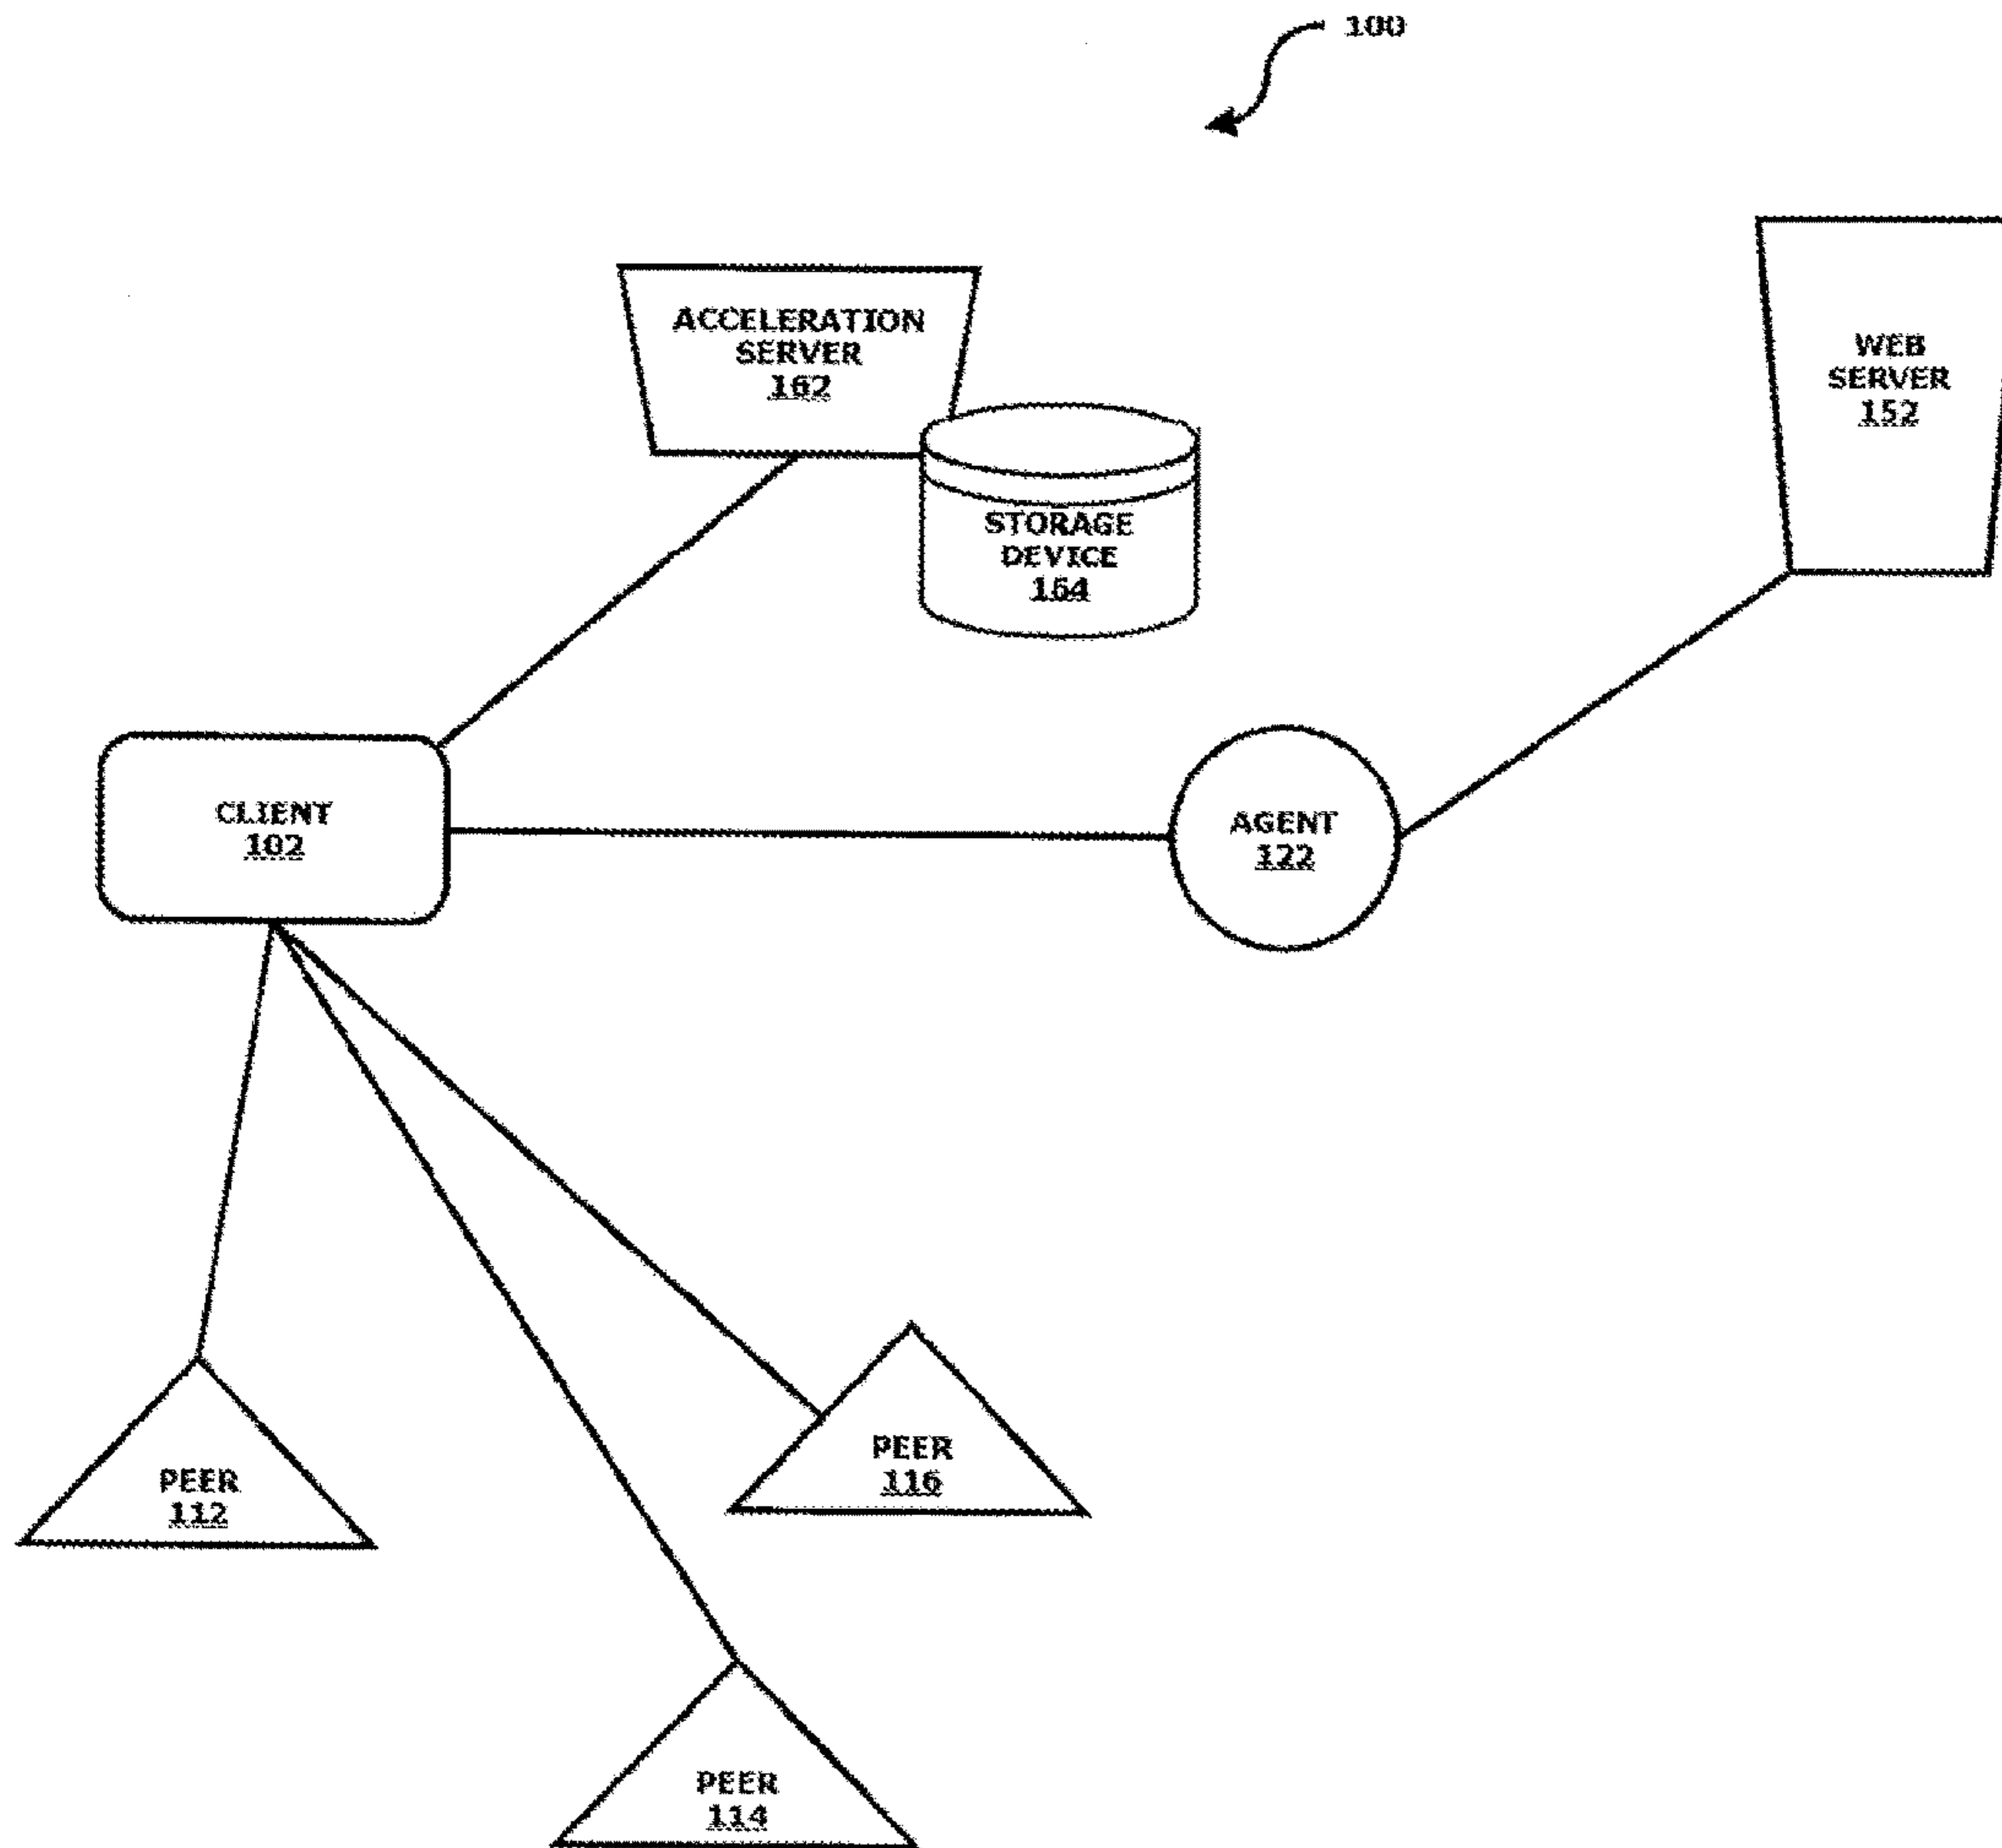 100
ACCELERATION
SERVER
162
STORAGE
DEVICE
164
WEB
SERVER
152
CLIENT
102
AGENT
122
PEER
116
PEER
112
PEER
114